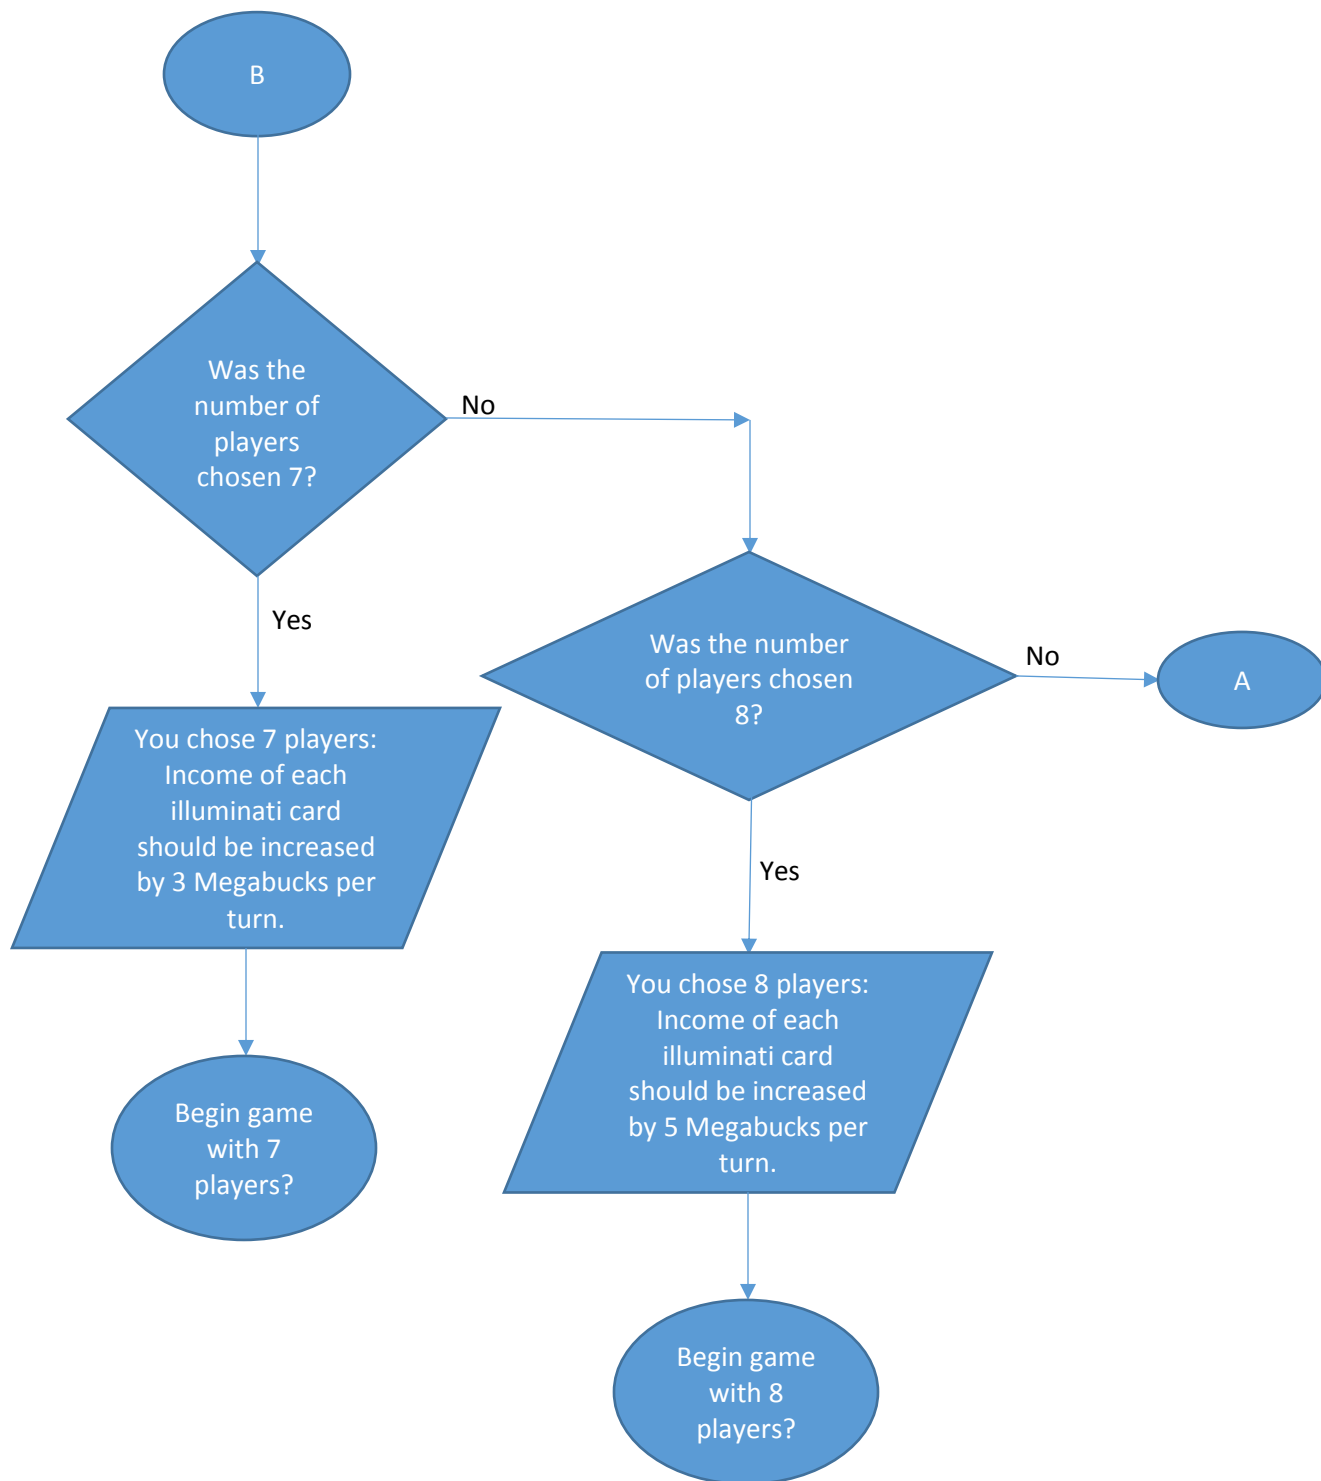 B
Was the
number of
players
chosen 7?
No
Yes
Was the number
of players chosen
8?
No
A
You chose 7 players:
Income of each
illuminati card
should be increased
by 3 Megabucks per
turn.
Yes
You chose 8 players:
Income of each
illuminati card
should be increased
by 5 Megabucks per
turn.
Begin game
with 7
players?
Begin game
with 8
players?